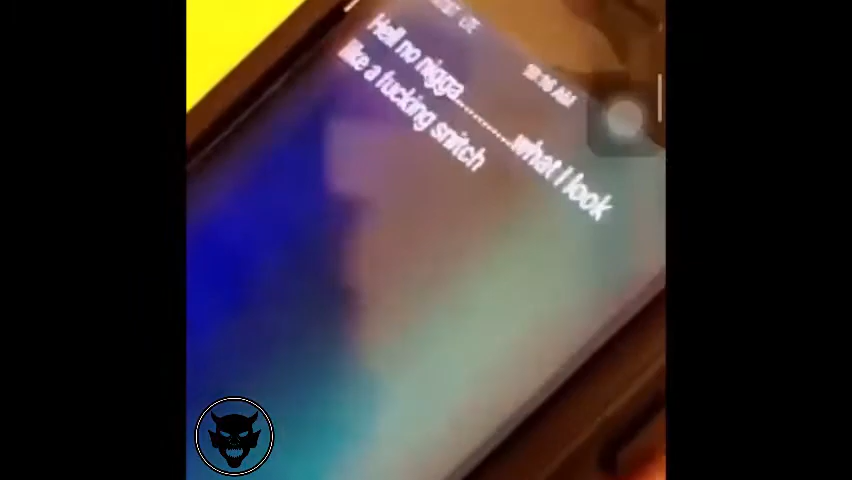 Hell no nigga..............what I look
like a fucking snitch